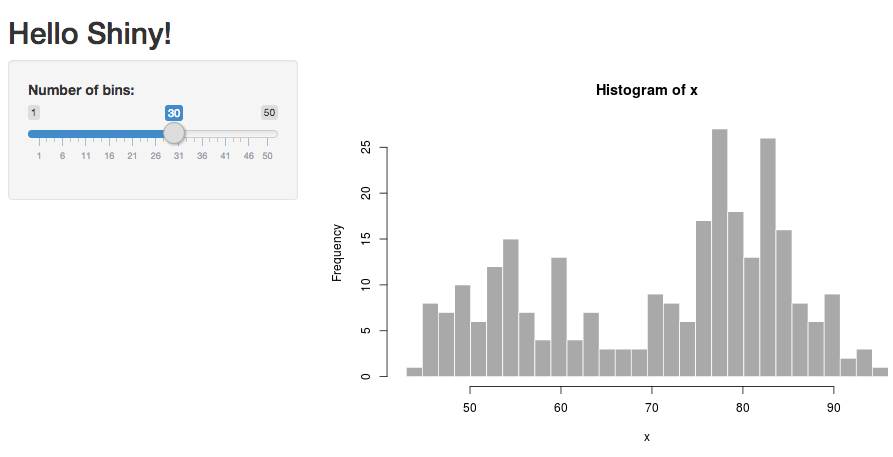 Hello Shiny!
Number of bins:
1 30 50
1 6 11 16 21 26 31 36 41 46 50
Histogram of x
Frequency
25
20
15
10
5
0
50 60 70 80 90
x